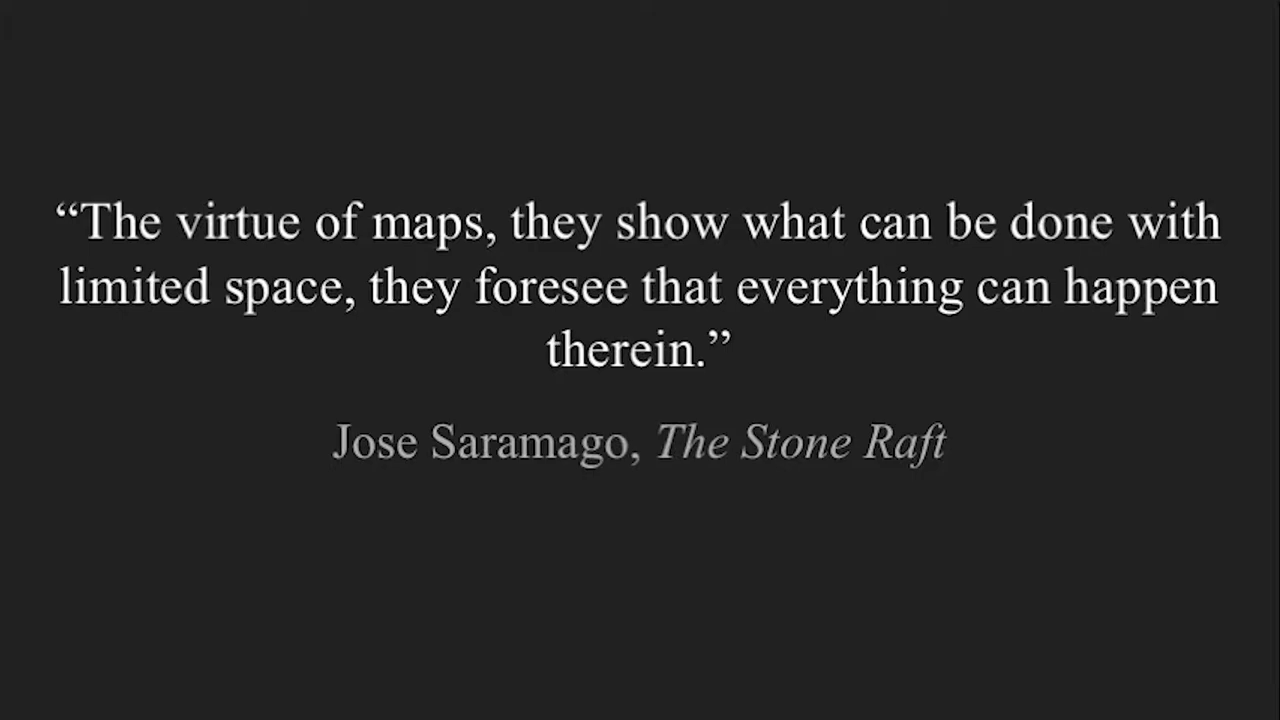 “The virtue of maps, they show what can be done with
limited space, they foresee that everything can happen
therein.”
Jose Saramago, The Stone Raft